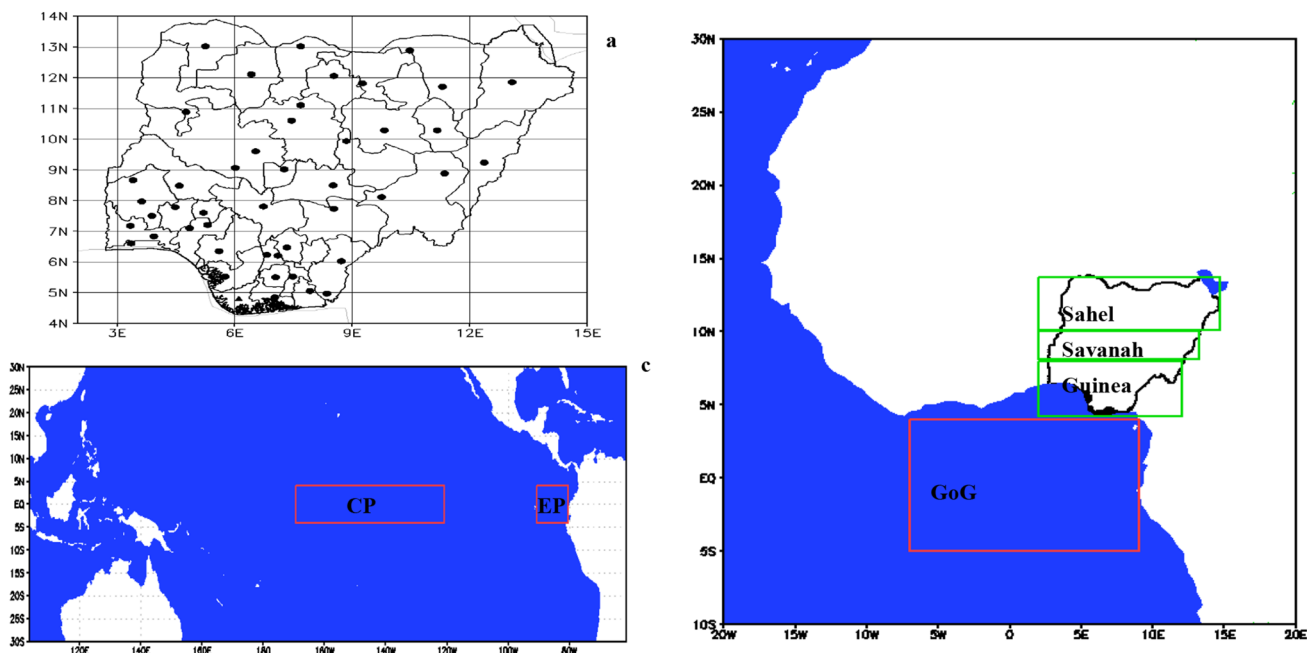 14N
a
13N
12N
11N
10N
9N
8N
7N
6N
5N
4N
3E 6E 9E 12E 15E
c
30N
25N
20N
15N
10N
5N
EQ
CP EP
5S
10S
15S
20S
25S
30S
120E 140E 160E 180 160W 140W 120W 100W 80W
30N
25N
20N
15N
Sahel
10N
Savanah
Guinea
5N
EQ
GoG
5S
10S
20W 15W 10W 5W 0 5E 10E 15E 20E